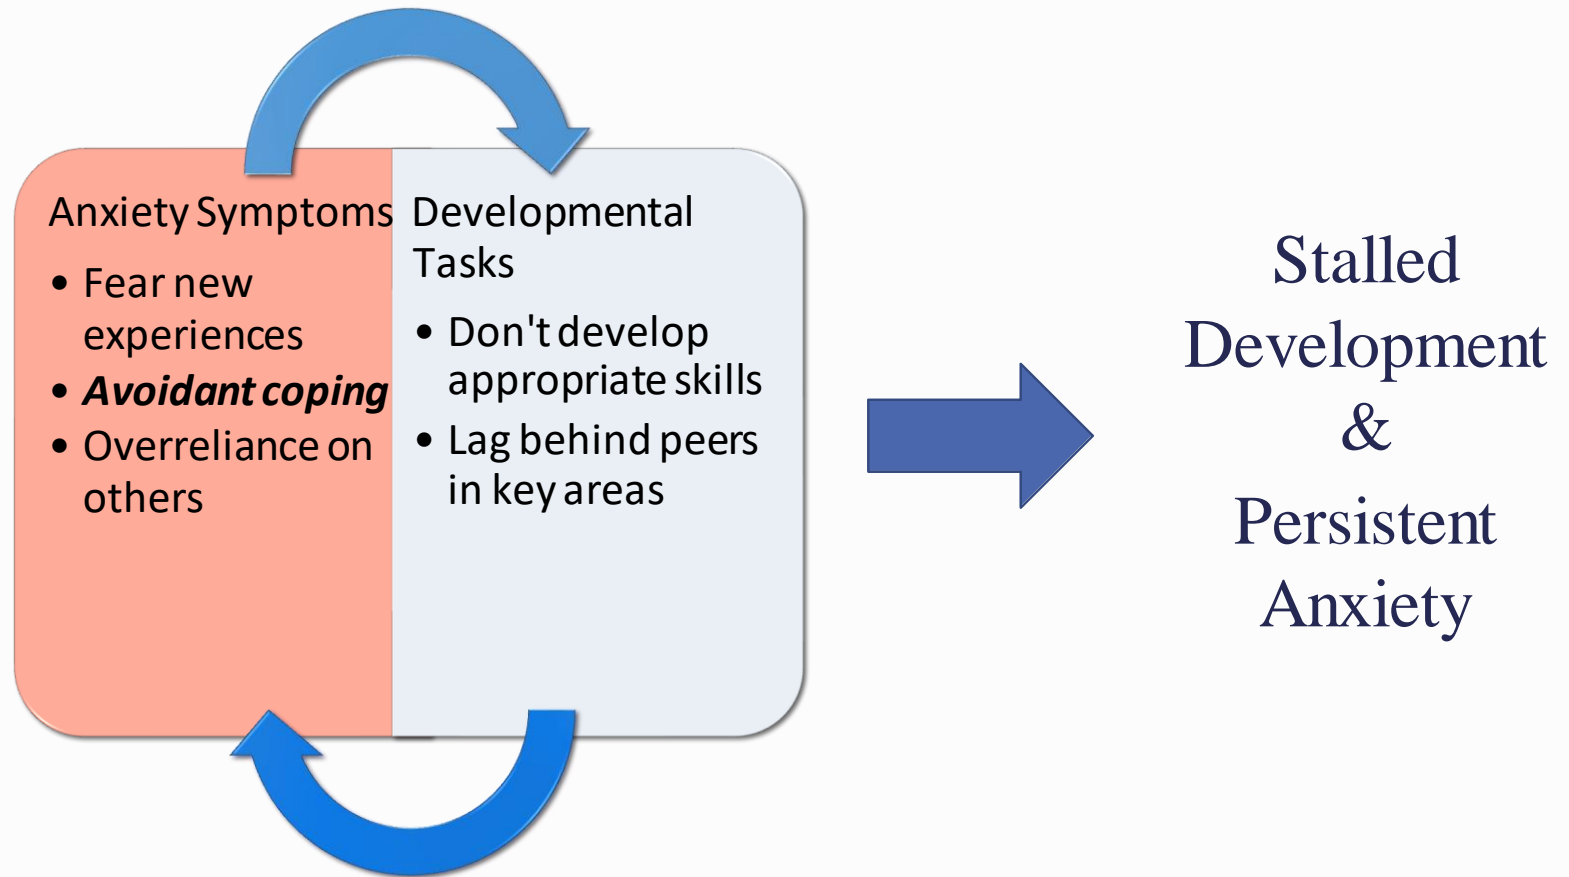 Anxiety Symptoms
• Fear new
experiences
• Avoidant coping
• Overreliance on
others
Developmental
Tasks
• Don't develop
appropriate skills
• Lag behind peers
in key areas
Stalled
Development
&
Persistent
Anxiety